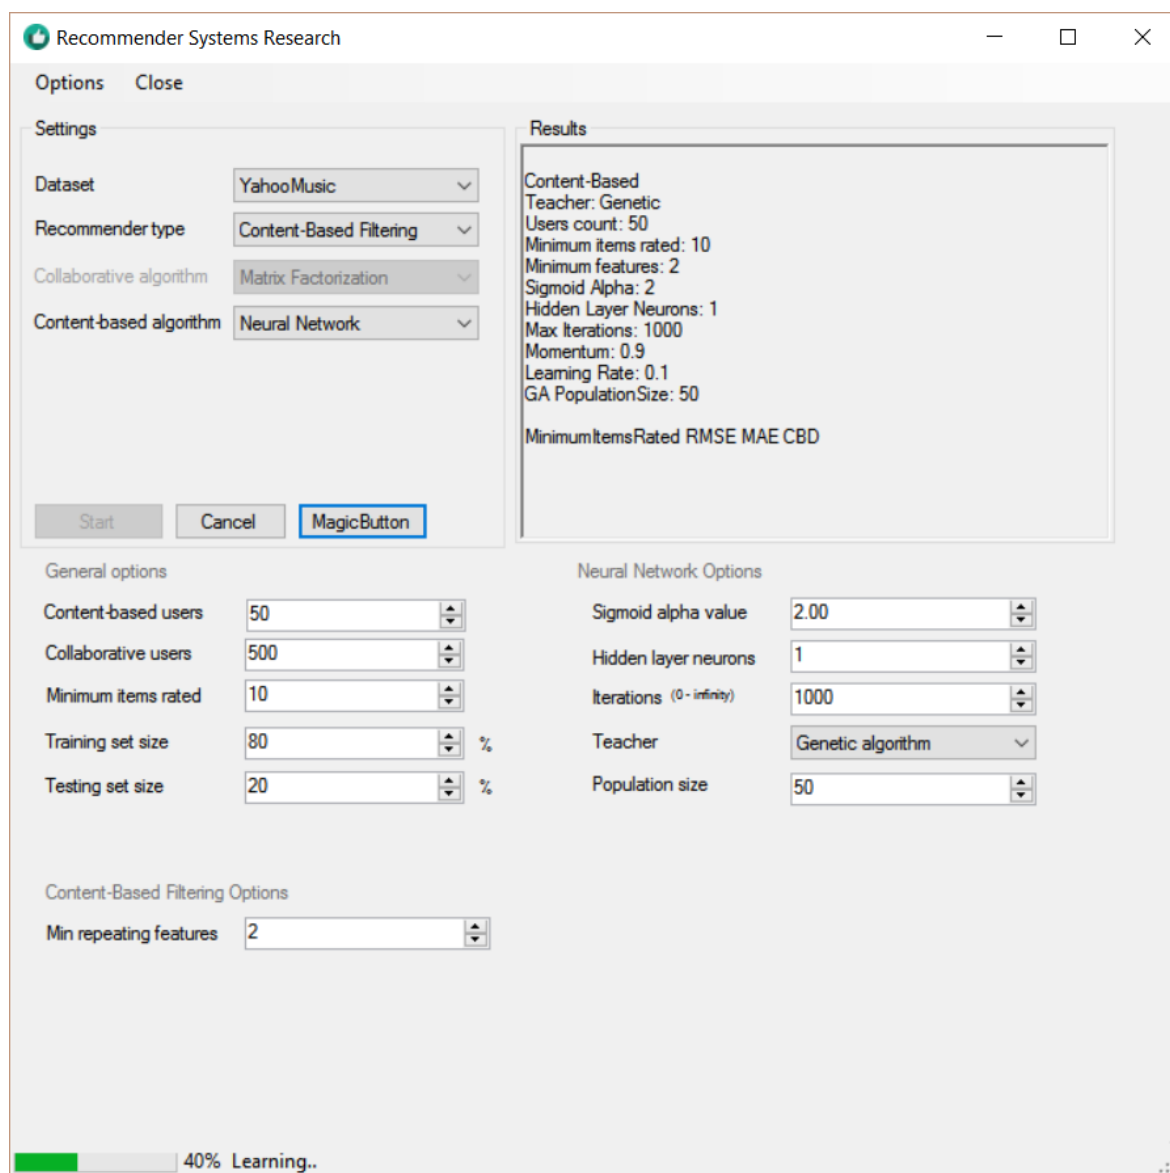 Recommender Systems Research
Options Close
Settings
Dataset YahooMusic
Recommender type Content-Based Filtering
Collaborative algorithm Matrix Factorization
Content-based algorithm Neural Network
Start Cancel MagicButton
Results
Content-Based
Teacher: Genetic
Users count: 50
Minimum items rated: 10
Minimum features: 2
Sigmoid Alpha: 2
Hidden Layer Neurons: 1
Max Iterations: 1000
Momentum: 0.9
Learning Rate: 0.1
GA PopulationSize: 50
MinimumItemsRated RMSE MAE CBD
General options
Content-based users 50
Collaborative users 500
Minimum items rated 10
Training set size 80 %
Testing set size 20 %
Neural Network Options
Sigmoid alpha value 2.00
Hidden layer neurons 1
Iterations (0 - infinity) 1000
Teacher Genetic algorithm
Population size 50
Content-Based Filtering Options
Min repeating features 2
40% Learning..